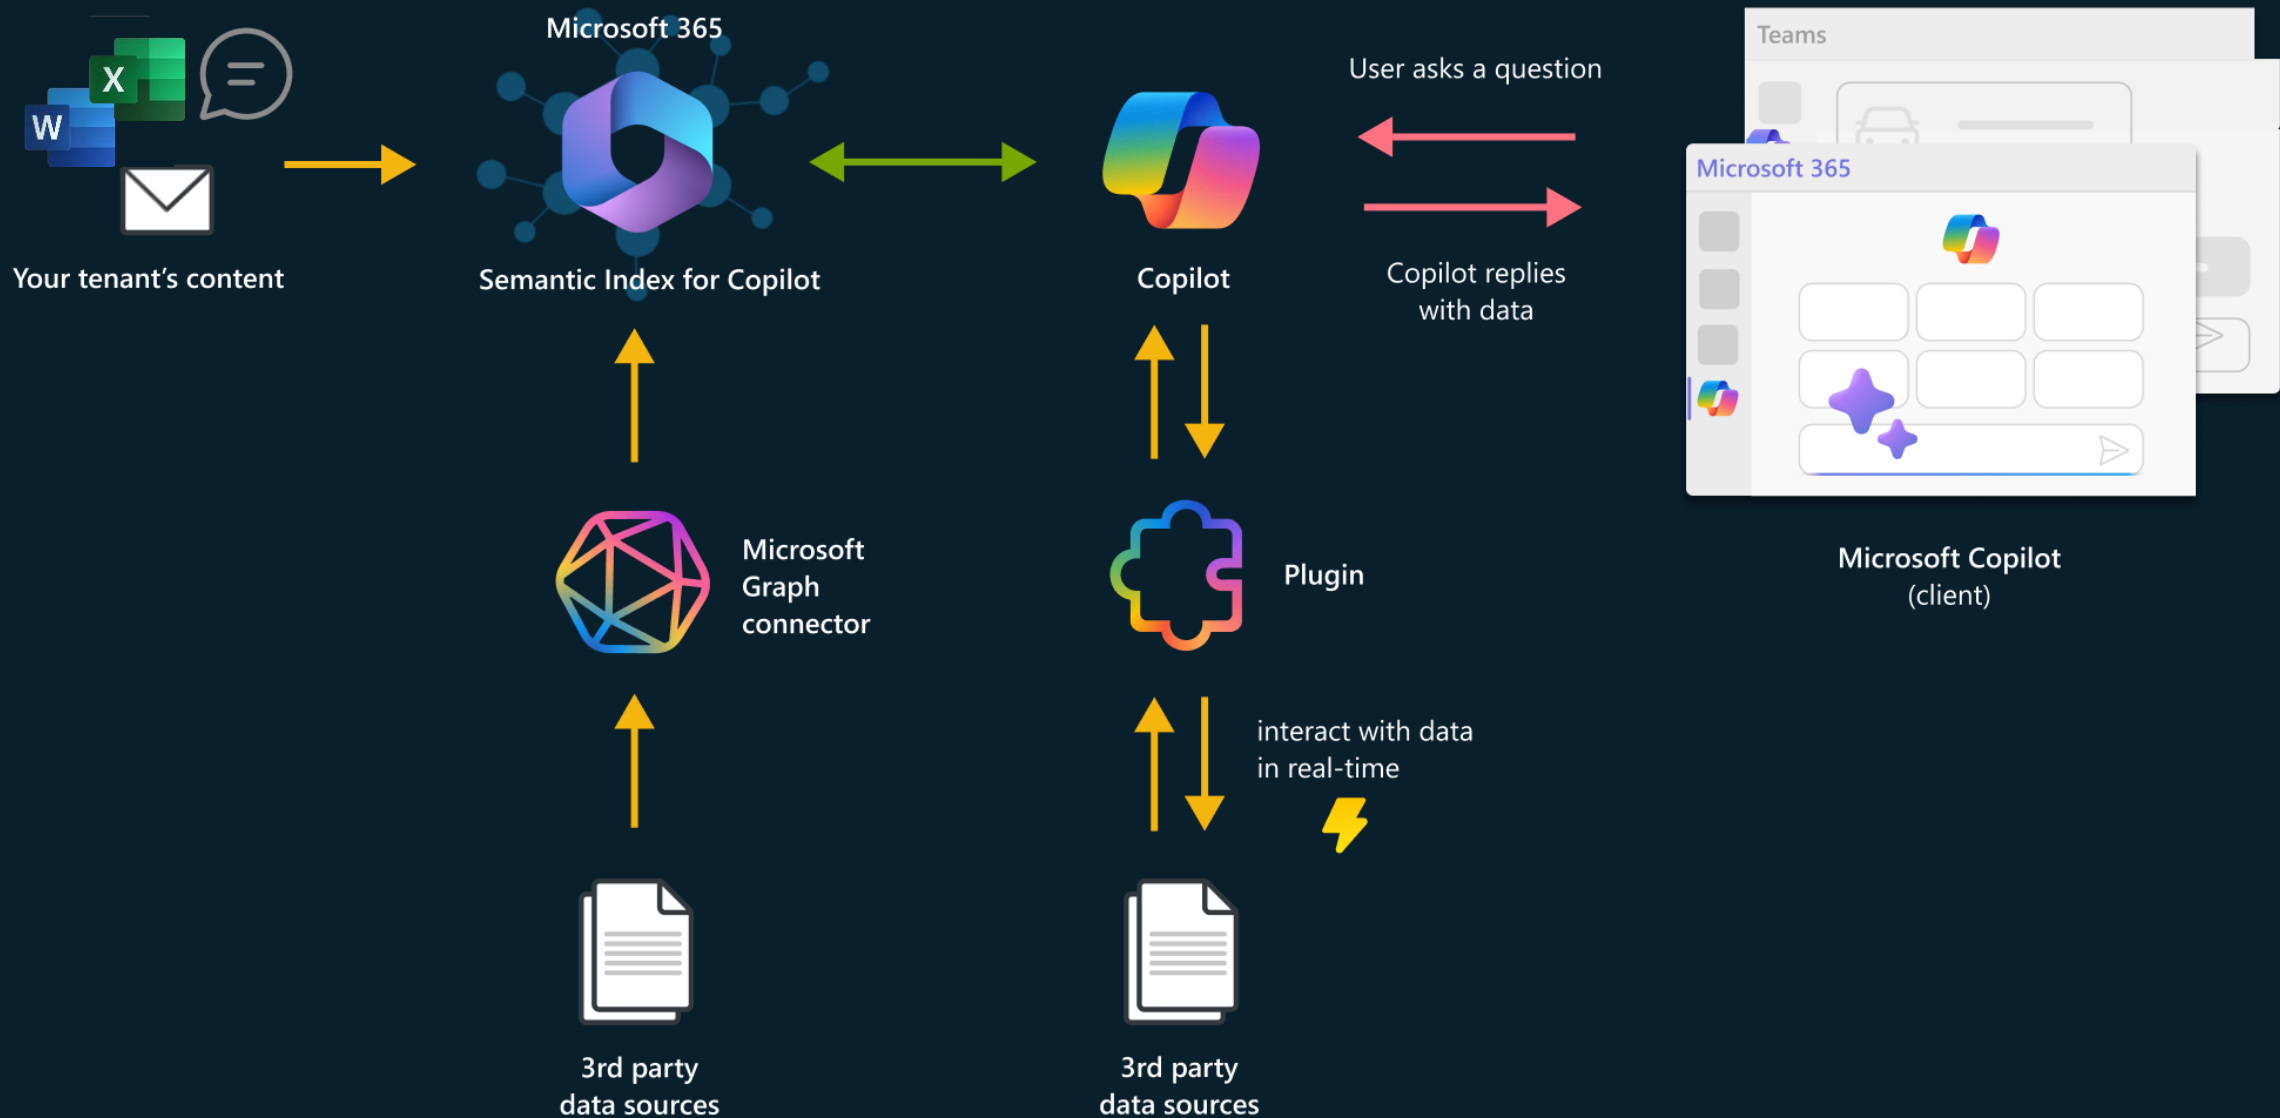 Microsoft 365
X
W
Your tenant’s content
Semantic Index for Copilot
Copilot
User asks a question
Copilot replies
with data
Teams
Microsoft 365
Microsoft Copilot
(client)
Microsoft
Graph
connector
Plugin
interact with data
in real-time
3rd party
data sources
3rd party
data sources